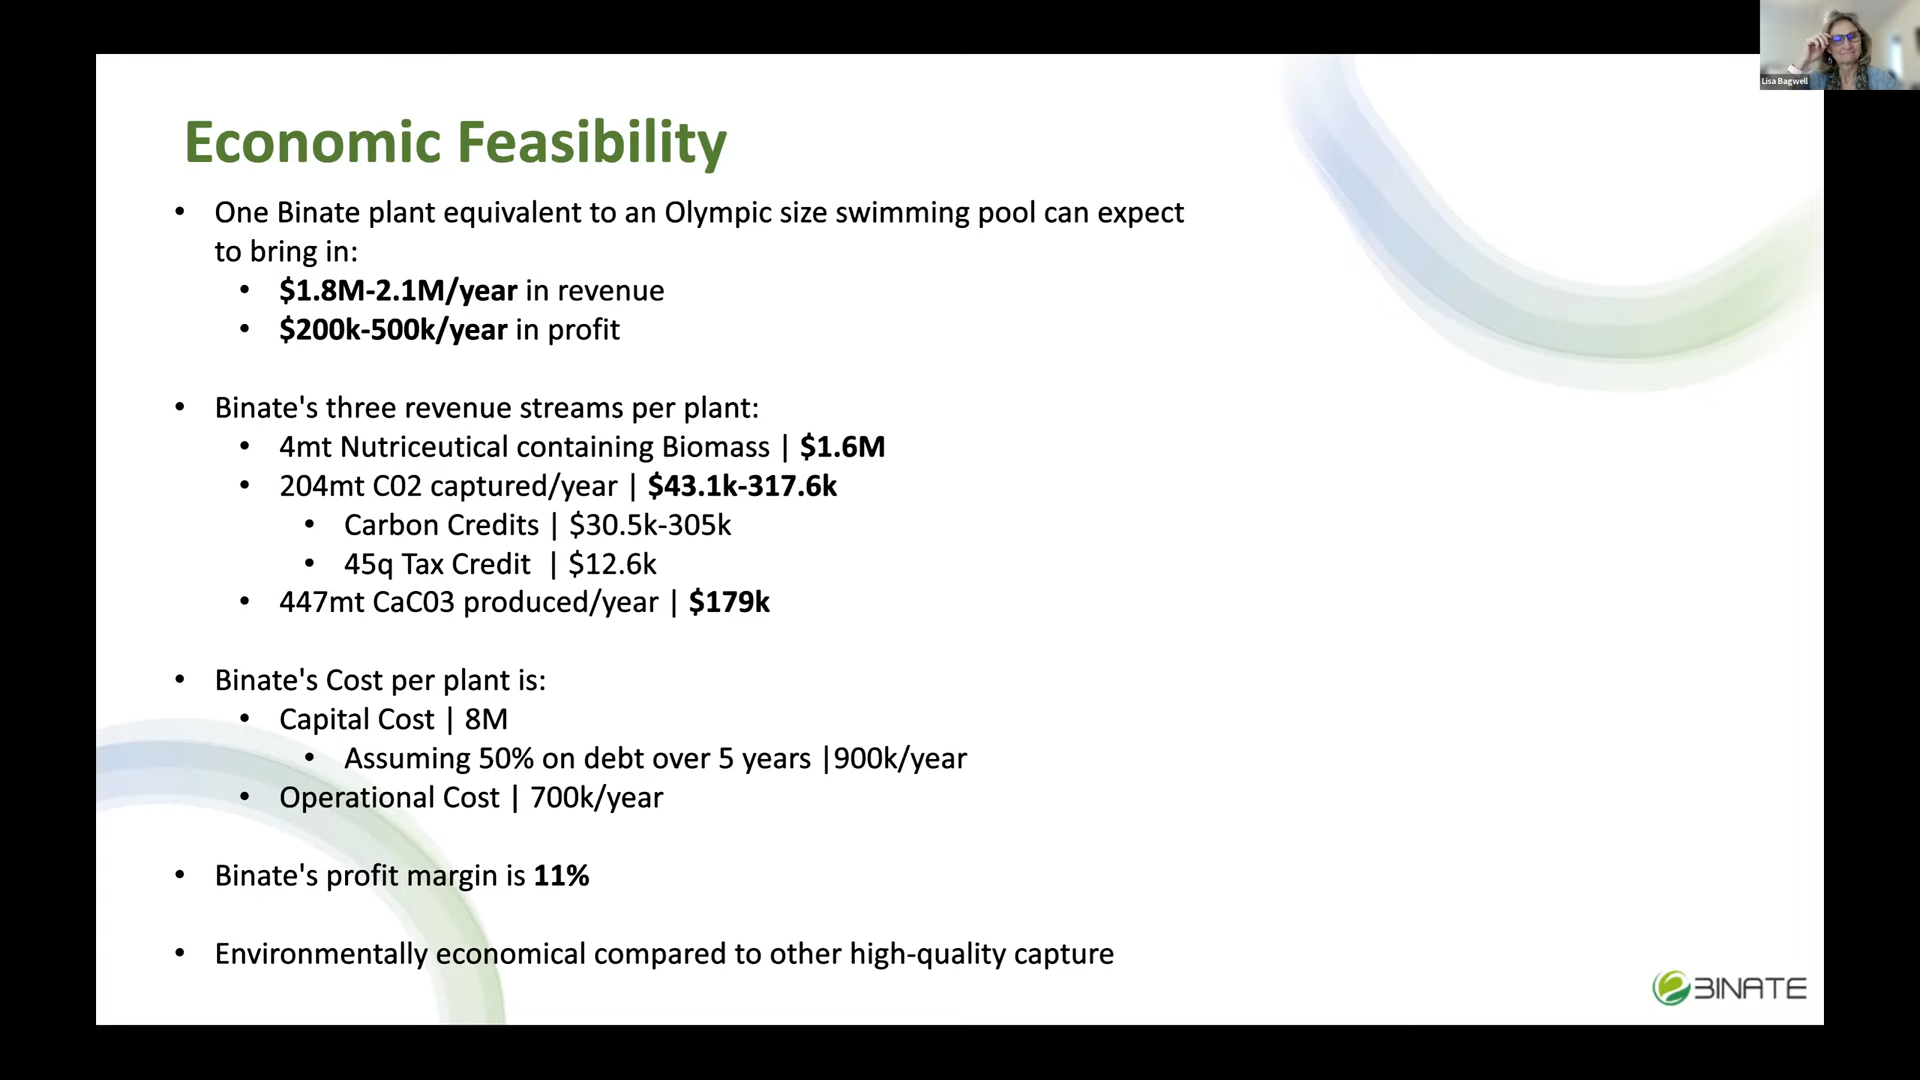 Lisa Bagwell
Economic Feasibility
• One Binate plant equivalent to an Olympic size swimming pool can expect
to bring in:
• $1.8M-2.1M/year in revenue
• $200k-500k/year in profit
• Binate's three revenue streams per plant:
• 4mt Nutriceutical containing Biomass | $1.6M
• 204mt C02 captured/year | $43.1k-317.6k
• Carbon Credits | $30.5k-305k
• 45q Tax Credit | $12.6k
• 447mt CaC03 produced/year | $179k
• Binate's Cost per plant is:
• Capital Cost | 8M
• Assuming 50% on debt over 5 years |900k/year
• Operational Cost | 700k/year
• Binate's profit margin is 11%
• Environmentally economical compared to other high-quality capture
BINATE